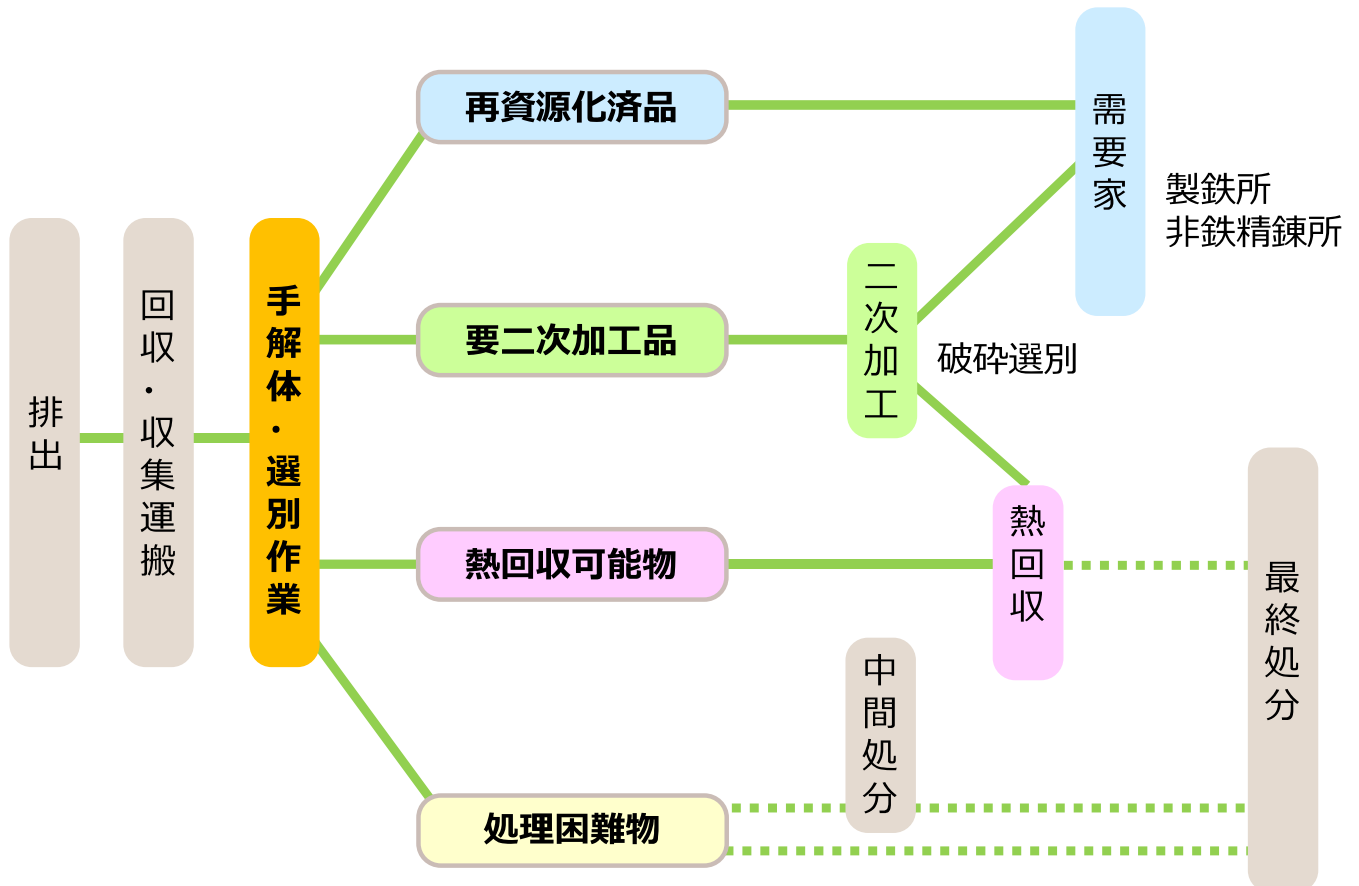 排出
回収・収集運搬
手解体・選別作業
再資源化済品
要二次加工品
熱回収可能物
処理困難物
二次加工
破砕選別
中間処分
熱回収
需要家
製鉄所
非鉄精錬所
最終処分